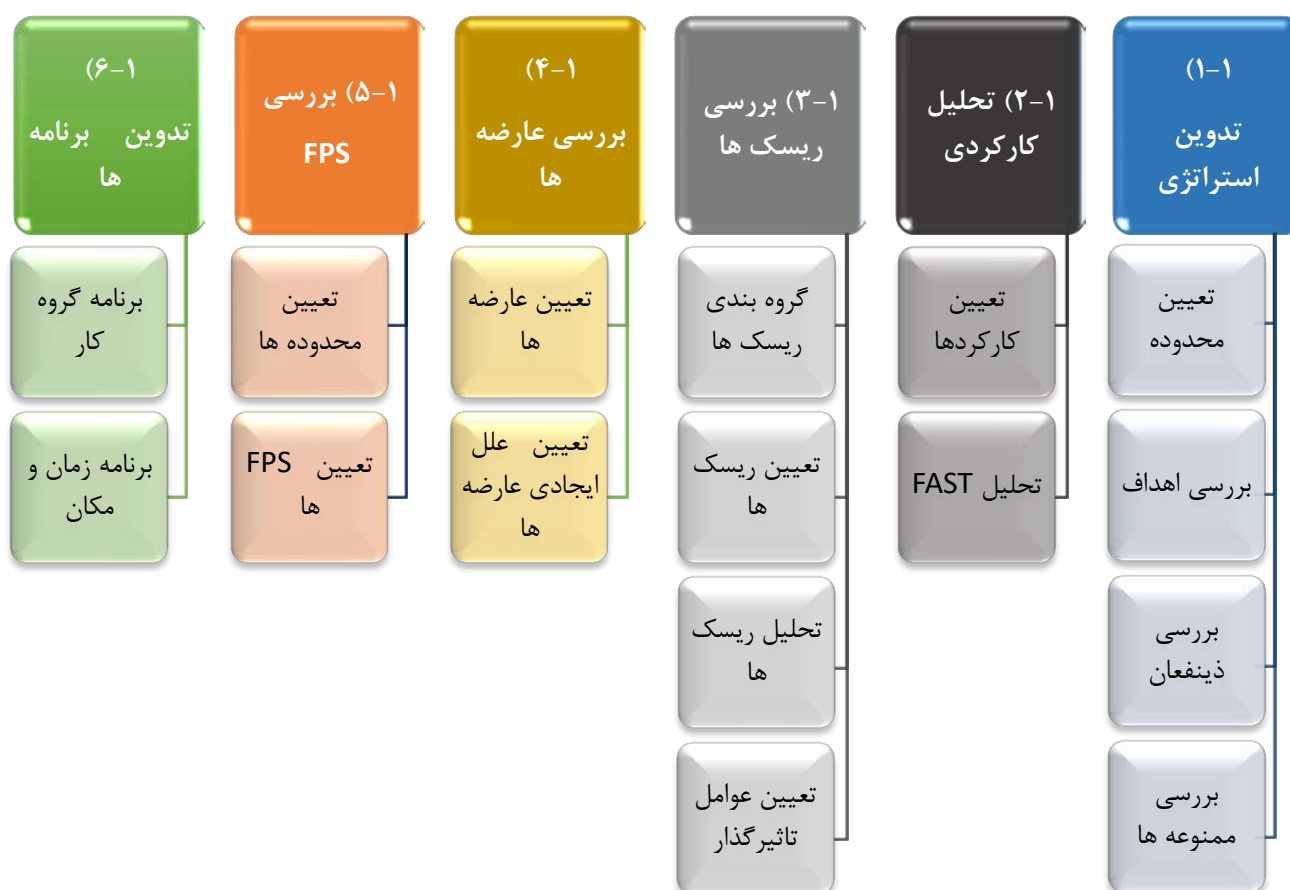 ۱-۱)
تدوین
استراتژی
تعیین
محدوده
بررسی اهداف
بررسی
ذینفعان
بررسی
ممنوعه ها
۲-۱) تحلیل
کارکردی
تعیین
کارکردها
تحلیل FAST
۳-۱) بررسی
ریسک ها
گروه بندی
ریسک ها
تعیین ریسک
ها
تحلیل ریسک
ها
تعیین عوامل
تاثیرگذار
۴-۱)
بررسی عارضه
ها
تعیین عارضه
ها
تعیین علل
ایجادی عارضه
ها
۵-۱) بررسی
FPS
تعیین
محدوده ها
تعیین FPS
ها
۶-۱)
تدوین برنامه
ها
برنامه گروه
کار
برنامه زمان و
مکان